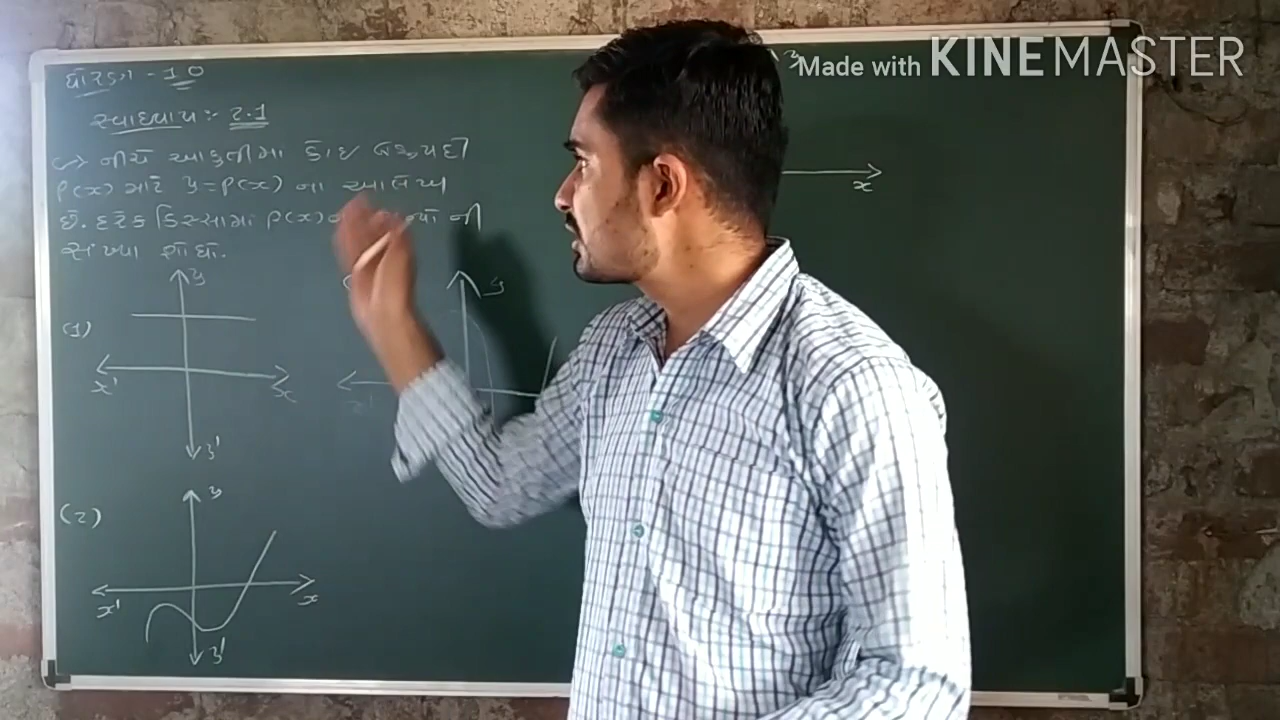 ધોરણ - 10
સ્વાધ્યાય :- 2.1
નીચે આકૃતીમા કોઇ બહુપદી
P(x) માટે y = P(x) ના આલેખ
છે. દરેક કિસ્સામાં P(x)
ની
સંખ્યા શોધો.
y
y
(1)
x'
x
x'
y'
(2)
y
x'
x
y'
x
Made with KINEMASTER